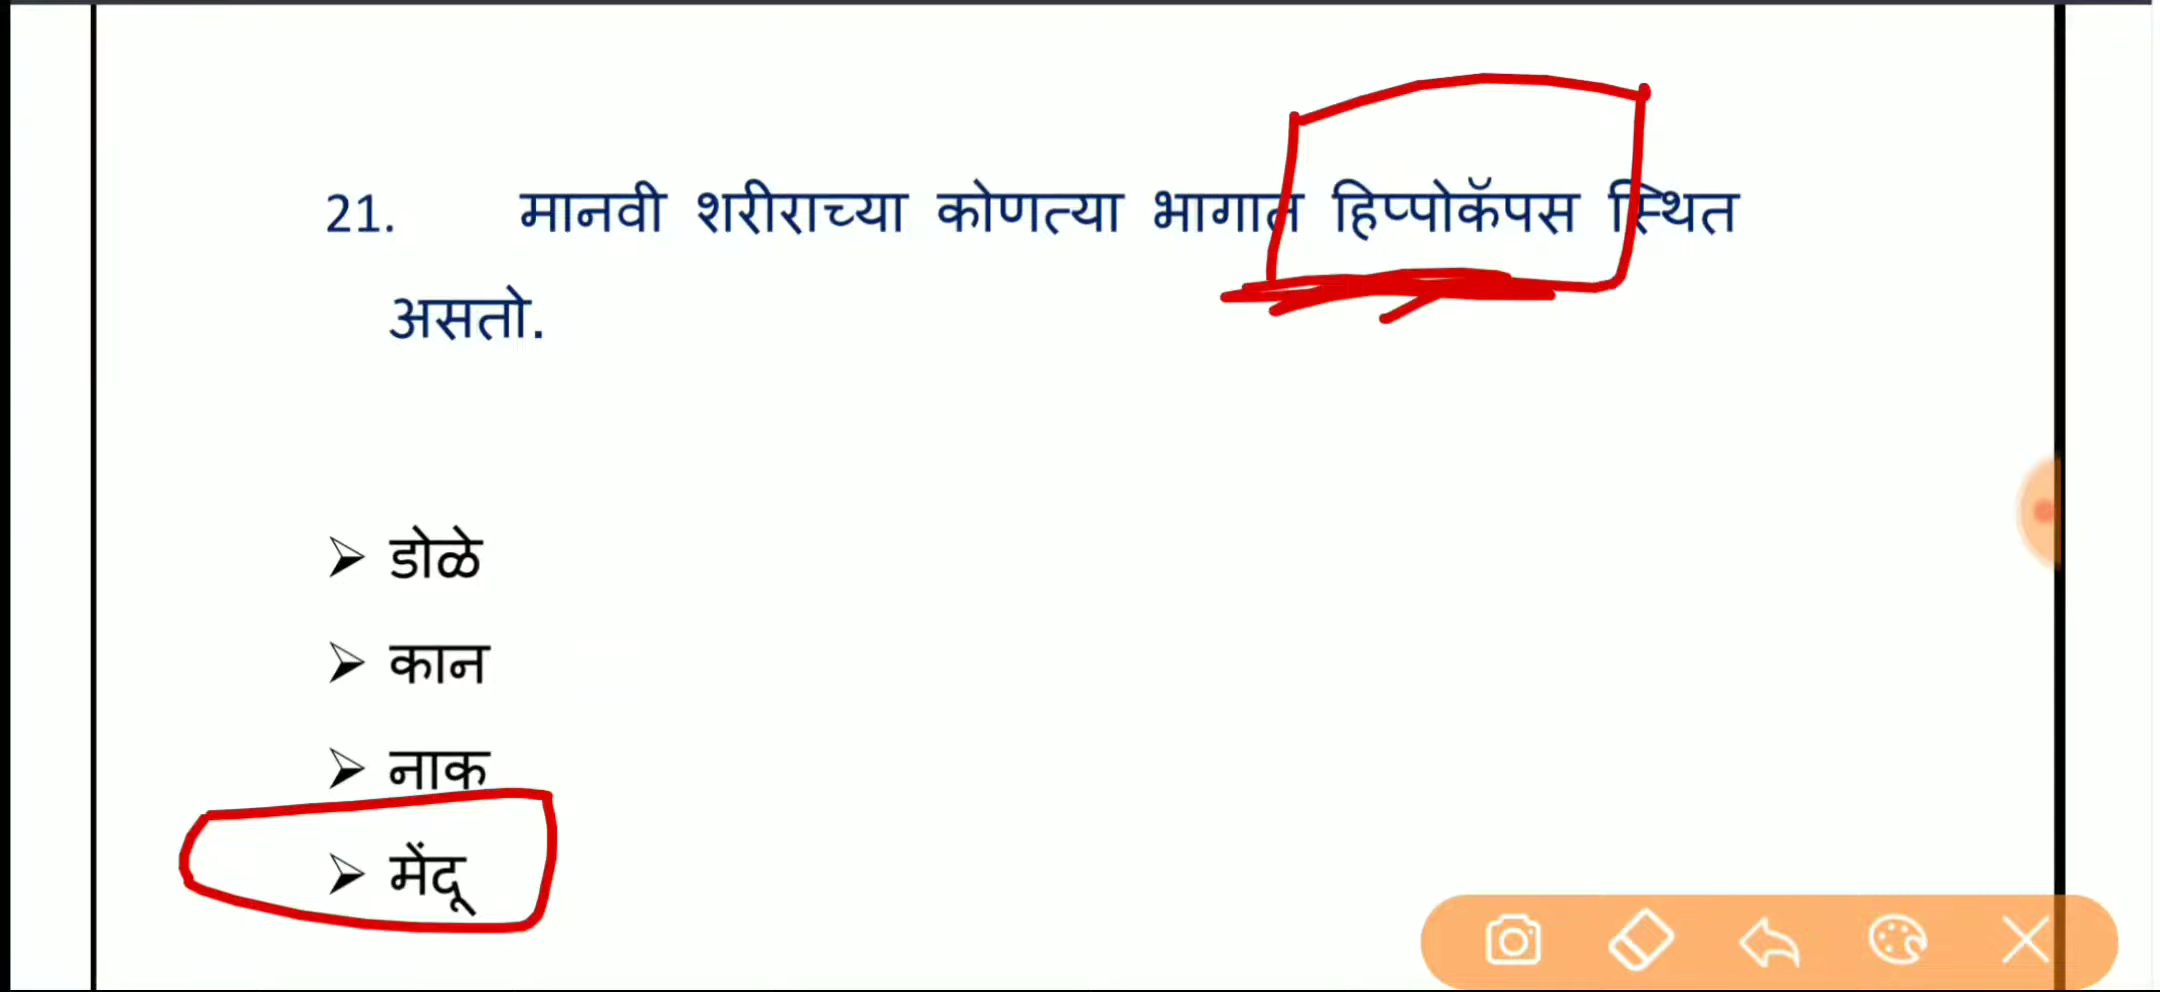 21. मानवी शरीराच्या कोणत्या भागात हिप्पोकॅपस स्थित
असतो.
➢ डोळे
➢ कान
➢ नाक
➢ मेंदू